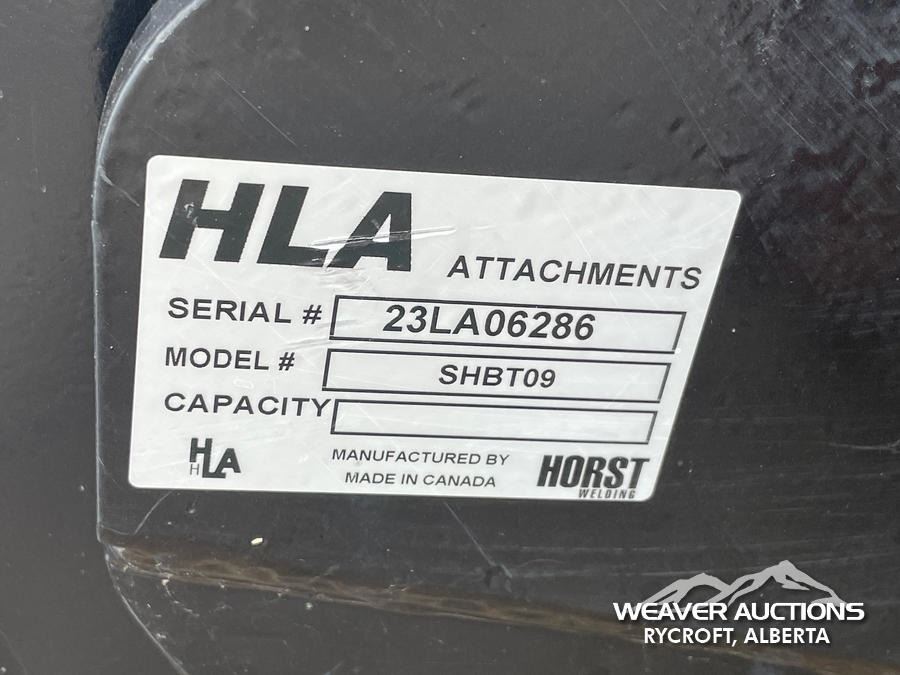 HLA ATTACHMENTS
SERIAL # 23LA06286
MODEL # SHBT09
CAPACITY
HLA
H
MANUFACTURED BY
MADE IN CANADA
HORST
WELDING
WEAVER AUCTIONS
RYCROFT, ALBERTA